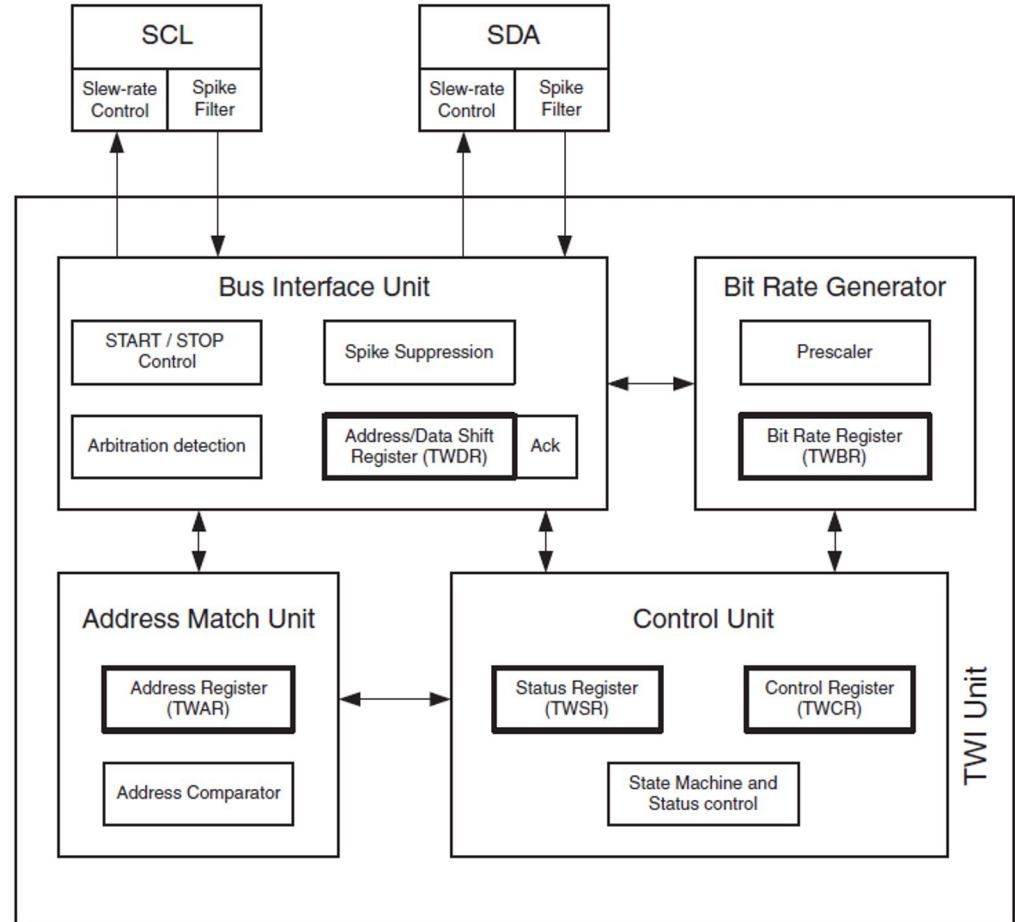 SCL
Slew-rate
Control
Spike
Filter
SDA
Slew-rate
Control
Spike
Filter
Bus Interface Unit
START / STOP
Control
Spike Suppression
Arbitration detection
Address/Data Shift
Register (TWDR)
Ack
Bit Rate Generator
Prescaler
Bit Rate Register
(TWBR)
Address Match Unit
Address Register
(TWAR)
Address Comparator
Control Unit
Status Register
(TWSR)
Control Register
(TWCR)
State Machine and
Status control
TWI Unit